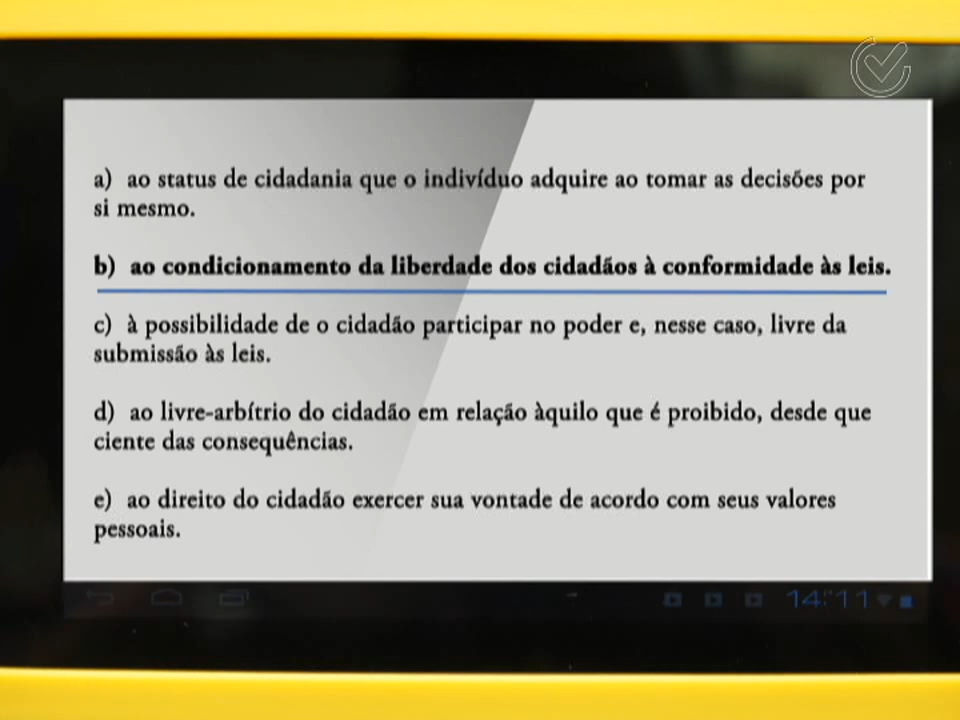 a) ao status de cidadania que o indivíduo adquire ao tomar as decisões por
si mesmo.
b) ao condicionamento da liberdade dos cidadãos à conformidade às leis.
c) à possibilidade de o cidadão participar no poder e, nesse caso, livre da
submissão às leis.
d) ao livre-arbítrio do cidadão em relação àquilo que é proibido, desde que
ciente das consequências.
e) ao direito do cidadão exercer sua vontade de acordo com seus valores
pessoais.
14:11